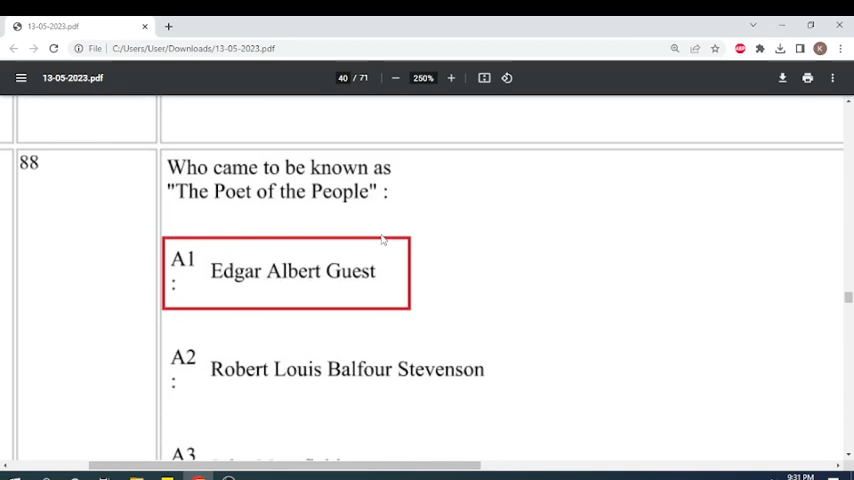 13-05-2023.pdf
File | C:/Users/User/Downloads/13-05-2023.pdf
ABP
K
13-05-2023.pdf
40 / 71
250%
88
Who came to be known as
"The Poet of the People" :
A1
:
Edgar Albert Guest
A2
:
Robert Louis Balfour Stevenson
A3
9:31 PM